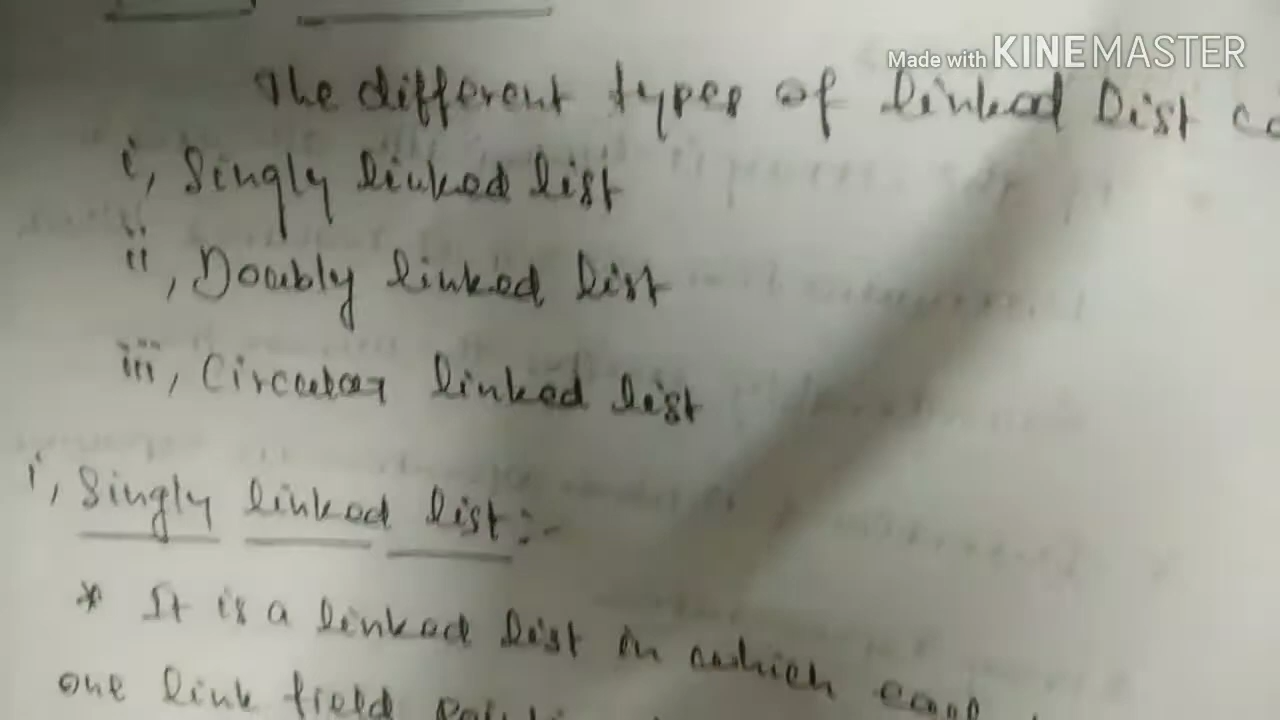 Made with KINEMASTER
The different types of linked list
i, Singly linked list
ii, Doubly linked list
iii, Circular linked list
i, Singly linked list:-
* It is a linked list in which
one link field